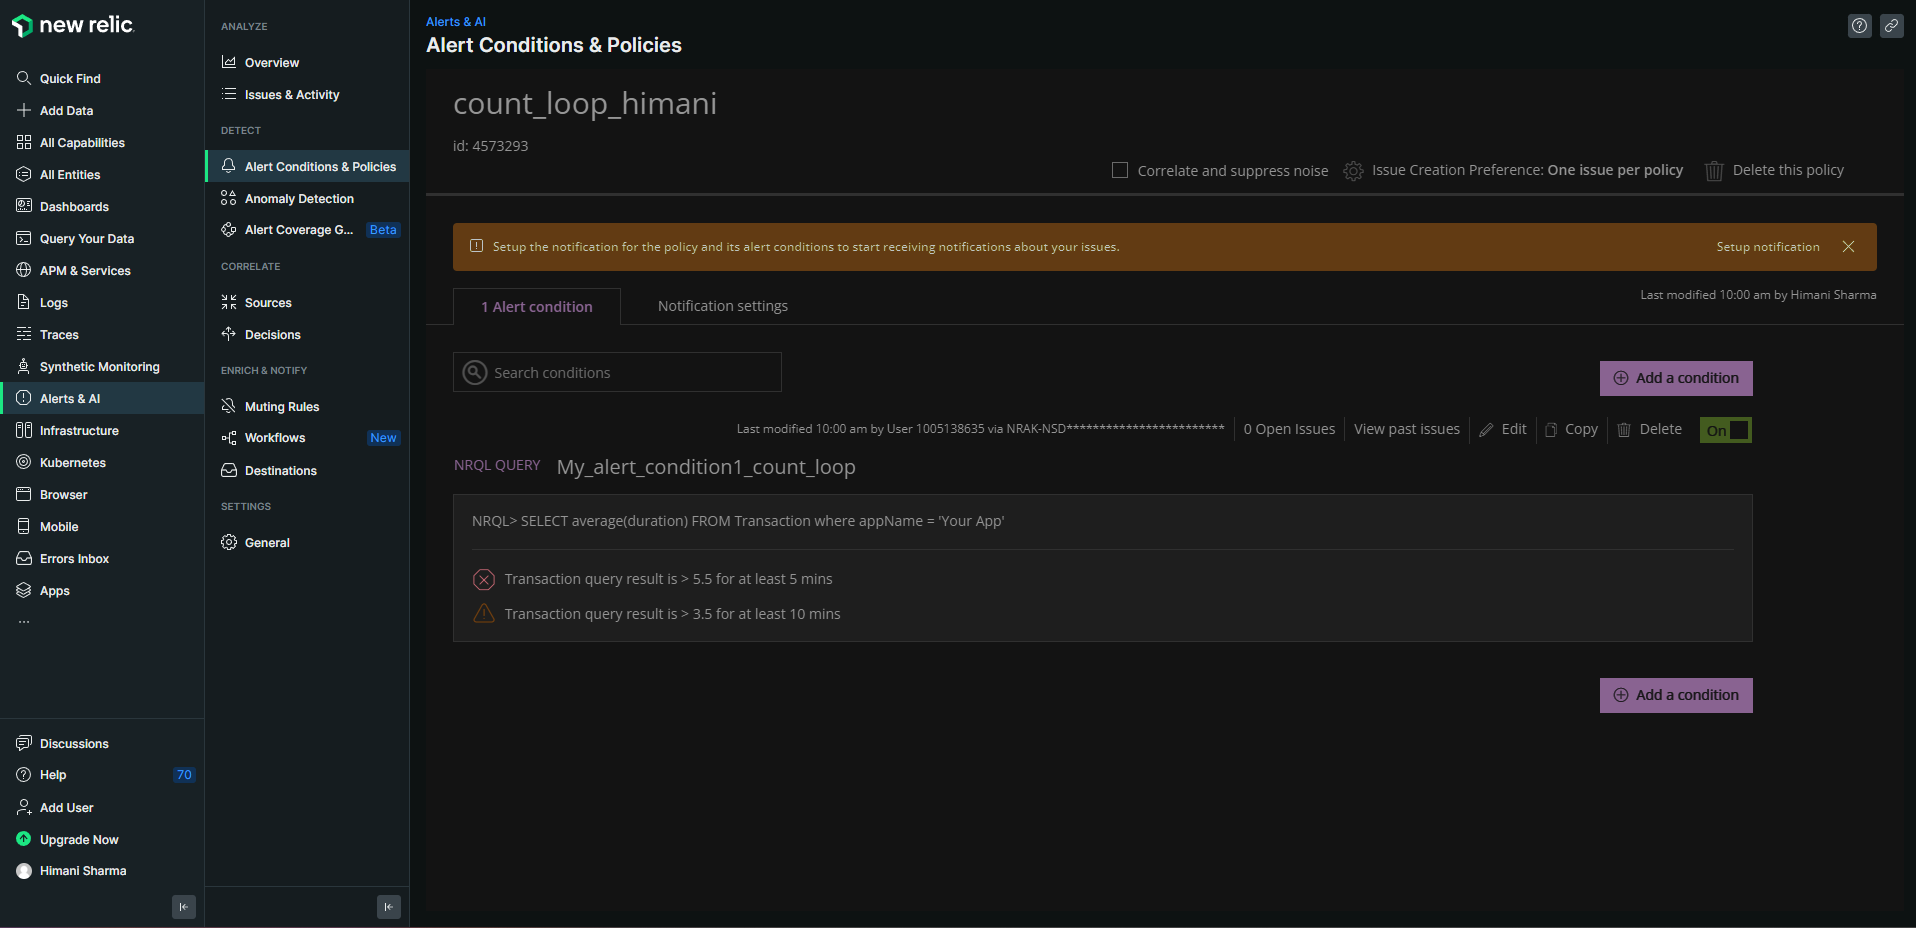 new relic.
Quick Find
Add Data
All Capabilities
All Entities
Dashboards
Query Your Data
APM & Services
Logs
Traces
Synthetic Monitoring
Alerts & AI
Infrastructure
Kubernetes
Browser
Mobile
Errors Inbox
Apps
...
Discussions
Help 70
Add User
Upgrade Now
Himani Sharma
ANALYZE
Overview
Issues & Activity
DETECT
Alert Conditions & Policies
Anomaly Detection
Alert Coverage G... Beta
CORRELATE
Sources
Decisions
ENRICH & NOTIFY
Muting Rules
Workflows New
Destinations
SETTINGS
General
Alerts & AI
Alert Conditions & Policies
count_loop_himani
id: 4573293
Correlate and suppress noise Issue Creation Preference: One issue per policy Delete this policy
Setup the notification for the policy and its alert conditions to start receiving notifications about your issues. Setup notification
1 Alert condition Notification settings Last modified 10:00 am by Himani Sharma
Search conditions
Add a condition
Last modified 10:00 am by User 1005138635 via NRAK-NSD************************ 0 Open Issues View past issues Edit Copy Delete On
NRQL QUERY My_alert_condition1_count_loop
NRQL> SELECT average(duration) FROM Transaction where appName = 'Your App'
Transaction query result is > 5.5 for at least 5 mins
Transaction query result is > 3.5 for at least 10 mins
Add a condition